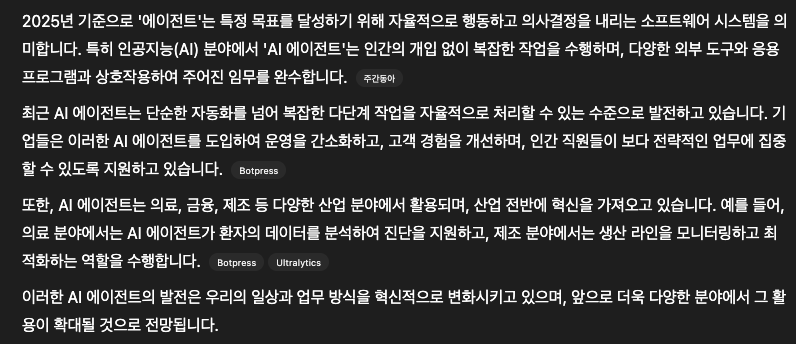 2025년 기준으로 '에이전트'는 특정 목표를 달성하기 위해 자율적으로 행동하고 의사결정을 내리는 소프트웨어 시스템을 의
미합니다. 특히 인공지능(AI) 분야에서 'AI 에이전트'는 인간의 개입 없이 복잡한 작업을 수행하며, 다양한 외부 도구와 응용
프로그램과 상호작용하여 주어진 임무를 완수합니다. 주간동아
최근 AI 에이전트는 단순한 자동화를 넘어 복잡한 다단계 작업을 자율적으로 처리할 수 있는 수준으로 발전하고 있습니다. 기
업들은 이러한 AI 에이전트를 도입하여 운영을 간소화하고, 고객 경험을 개선하며, 인간 직원들이 보다 전략적인 업무에 집중
할 수 있도록 지원하고 있습니다. Botpress
또한, AI 에이전트는 의료, 금융, 제조 등 다양한 산업 분야에서 활용되며, 산업 전반에 혁신을 가져오고 있습니다. 예를 들어,
의료 분야에서는 AI 에이전트가 환자의 데이터를 분석하여 진단을 지원하고, 제조 분야에서는 생산 라인을 모니터링하고 최
적화하는 역할을 수행합니다. Botpress Ultralytics
이러한 AI 에이전트의 발전은 우리의 일상과 업무 방식을 혁신적으로 변화시키고 있으며, 앞으로 더욱 다양한 분야에서 그 활
용이 확대될 것으로 전망됩니다.